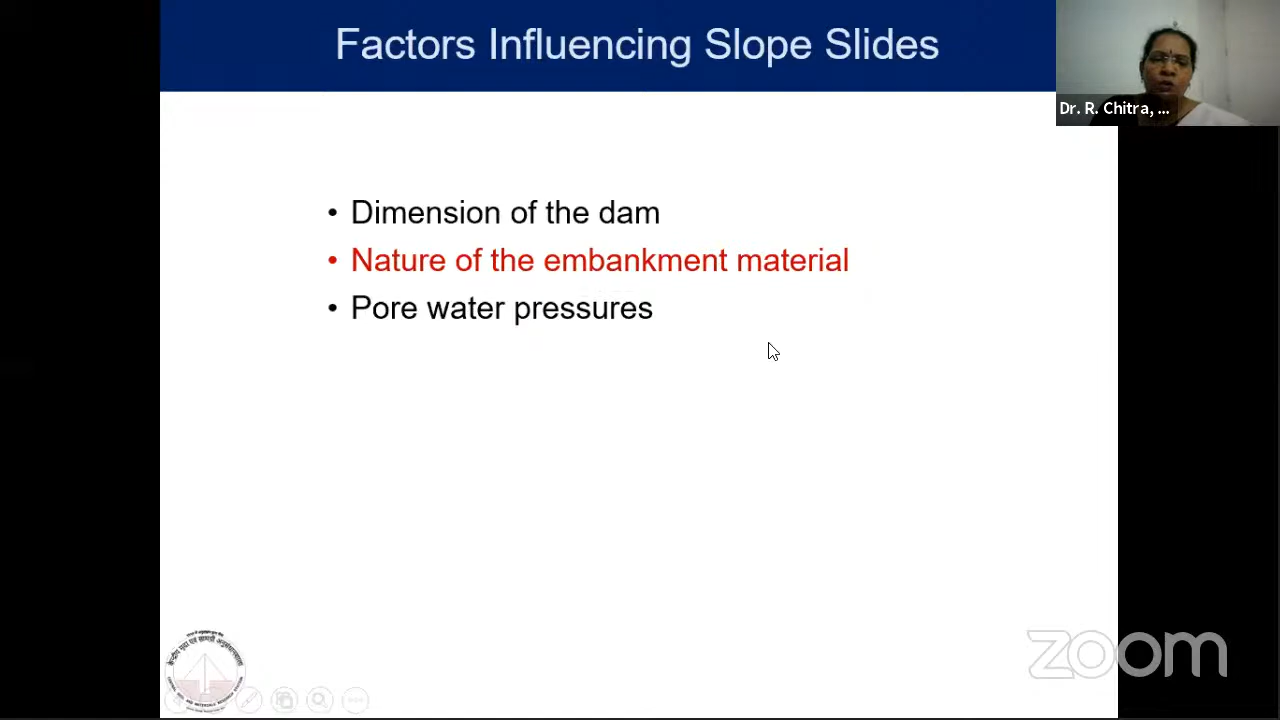 Factors Influencing Slope Slides
Dr. R. Chitra, ...
• Dimension of the dam
• Nature of the embankment material
• Pore water pressures
zoom